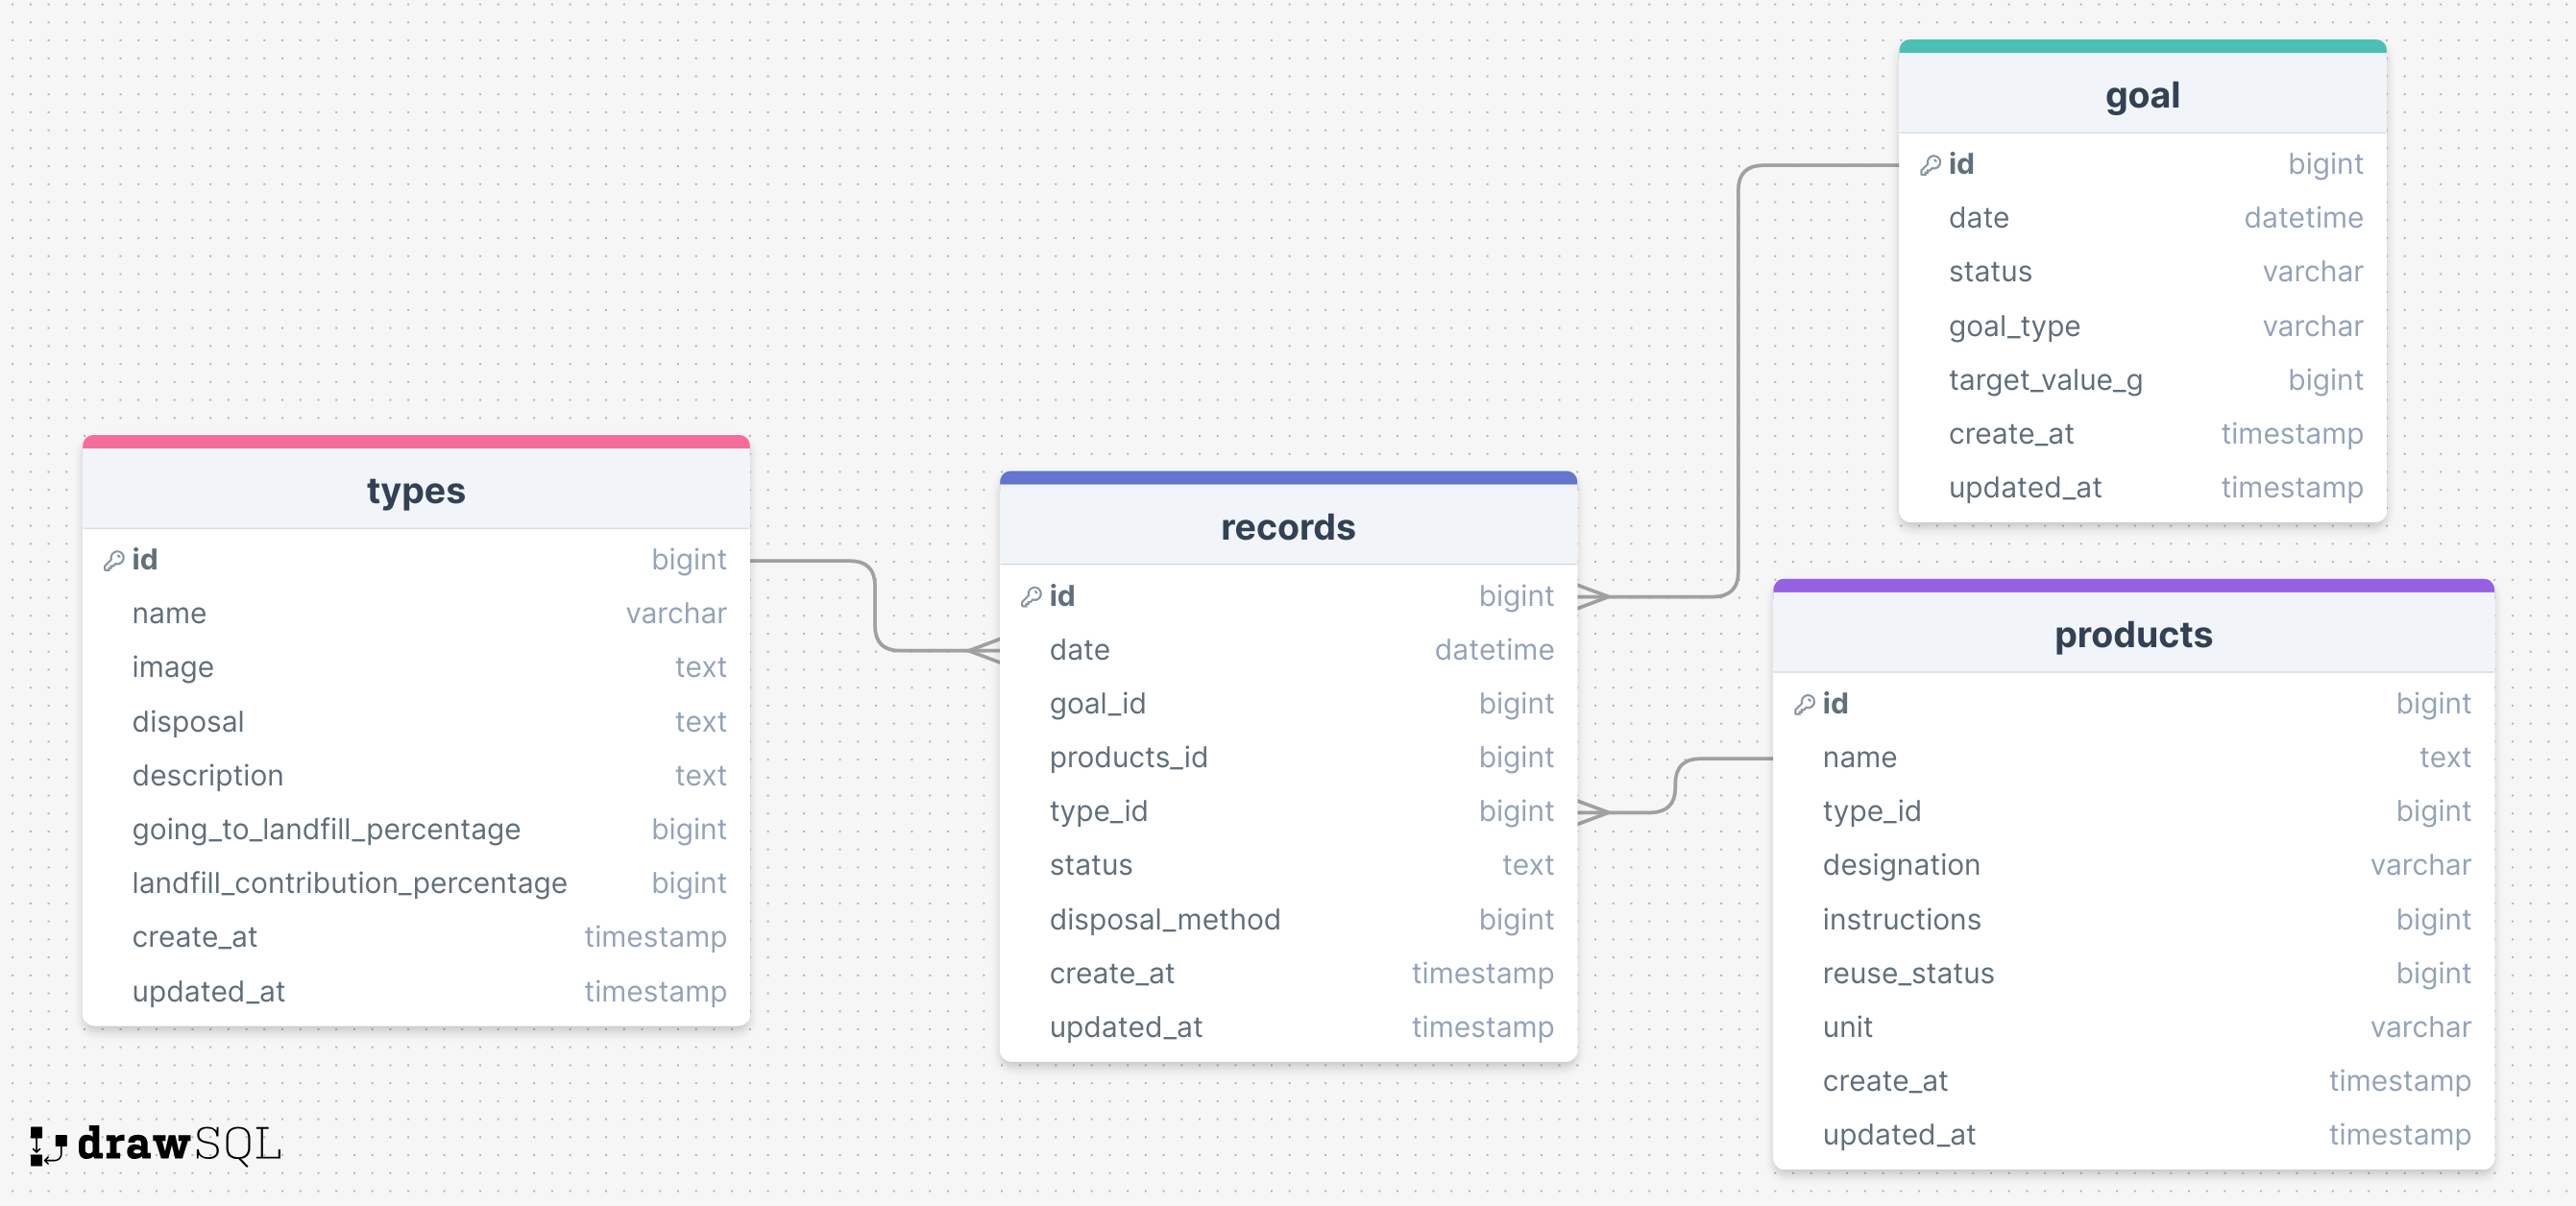 types
id bigint
name varchar
image text
disposal text
description text
going_to_landfill_percentage bigint
landfill_contribution_percentage bigint
create_at timestamp
updated_at timestamp
records
id bigint
date datetime
goal_id bigint
products_id bigint
type_id bigint
status text
disposal_method bigint
create_at timestamp
updated_at timestamp
goal
id bigint
date datetime
status varchar
goal_type varchar
target_value_g bigint
create_at timestamp
updated_at timestamp
products
id bigint
name text
type_id bigint
designation varchar
instructions bigint
reuse_status bigint
unit varchar
create_at timestamp
updated_at timestamp
drawSQL